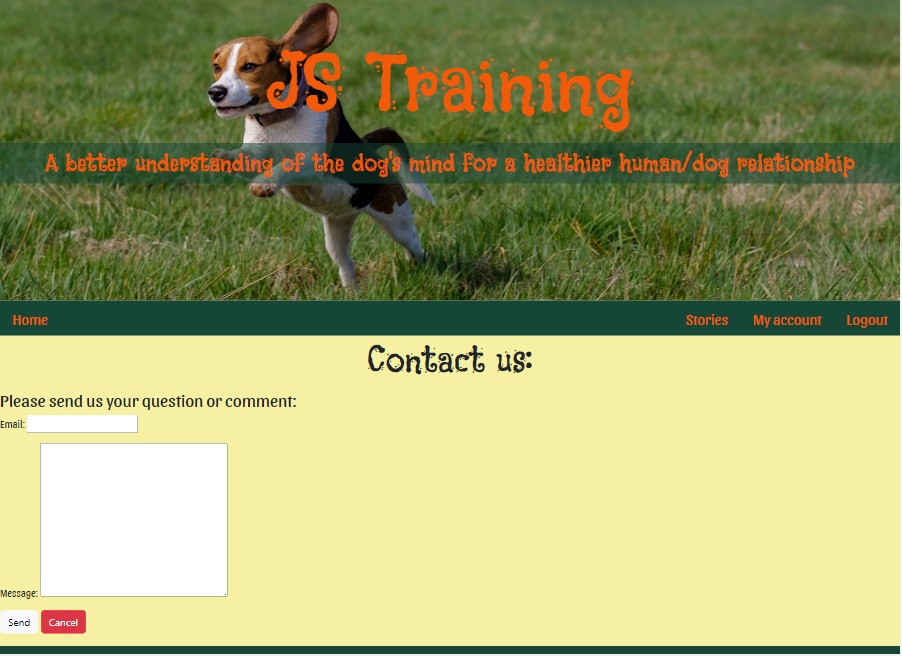 JS Training
A better understanding of the dog's mind for a healthier human/dog relationship
Home Stories My account Logout
Contact us:
Please send us your question or comment:
Email:
Message:
Send Cancel